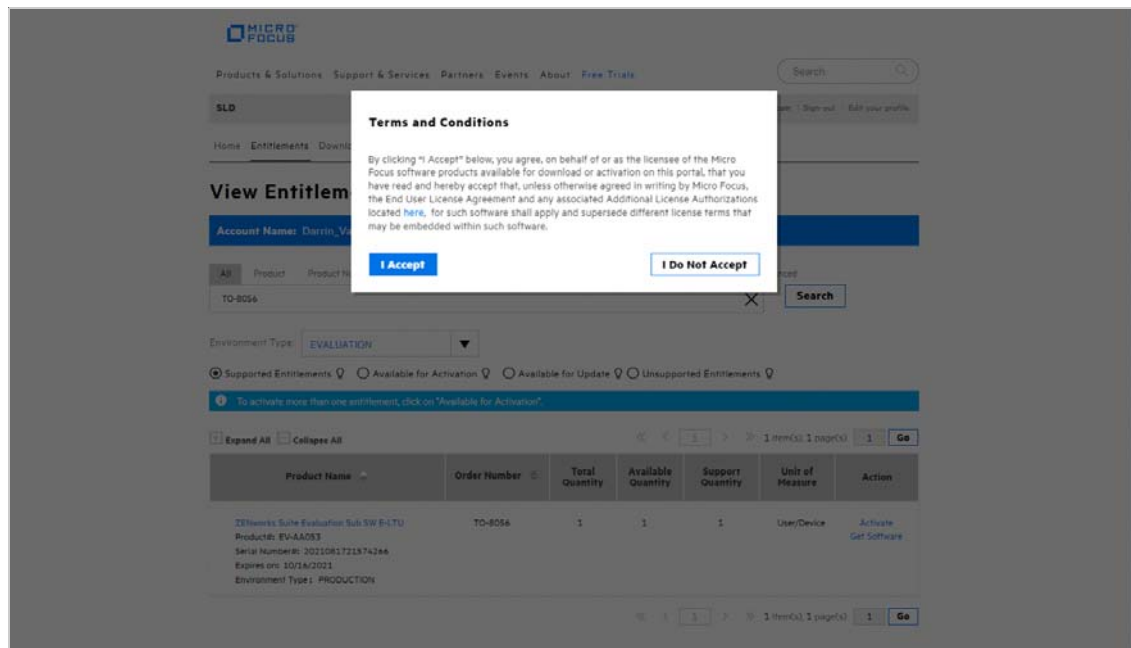 MICRO
FOCUS
Products & Solutions Support & Services Partners Events About Free Trials
Search
SLD
Sign out Edit your profile
Home Entitlements
View Entitlem
Account Name: Darrin_Va
All Product Product N
TO-8056
Search
Terms and Conditions
By clicking "I Accept" below, you agree, on behalf of or as the licensee of the Micro
Focus software products available for download or activation on this portal, that you
have read and hereby accept that, unless otherwise agreed in writing by Micro Focus,
the End User License Agreement and any associated Additional License Authorizations
located here, for such software shall apply and supersede different license terms that
may be embedded within such software.
I Accept
I Do Not Accept
Environment Type: EVALUATION
Supported Entitlements Available for Activation Available for Update Unsupported Entitlements
To activate more than one entitlement, click on "Available for Activation".
Expand All Collapse All
1 1 item(s), 1 page(s) 1 Go
Product Name Order Number Total Quantity Available Quantity Support Quantity Unit of Measure Action
ZENworks Suite Evaluation Sub SW E-LTU TO-8056 1 1 1 User/Device Activate
Product#: EV-AA053 Get Software
Serial Number#: 2021081721574266
Expires on: 10/16/2021
Environment Type: PRODUCTION
1 1 item(s), 1 page(s) 1 Go